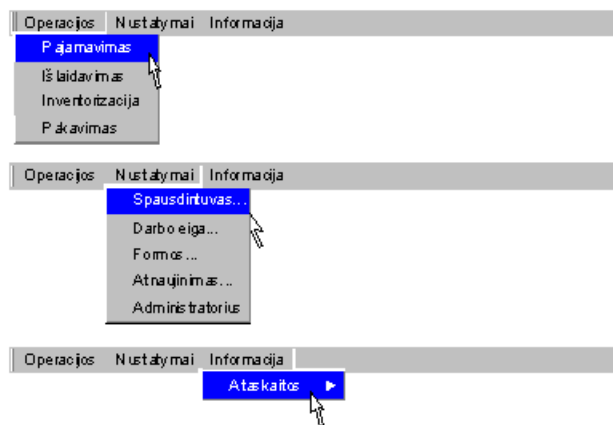 Operacijos Nustatymai Informacija
Pajamavimas
Išlaidavimas
Inventorizacija
Pakavimas
Operacijos Nustatymai Informacija
Spausdintuvas...
Darbo eiga...
Formos...
Atnaujinimas...
Administratorius
Operacijos Nustatymai Informacija
Ataskaitos